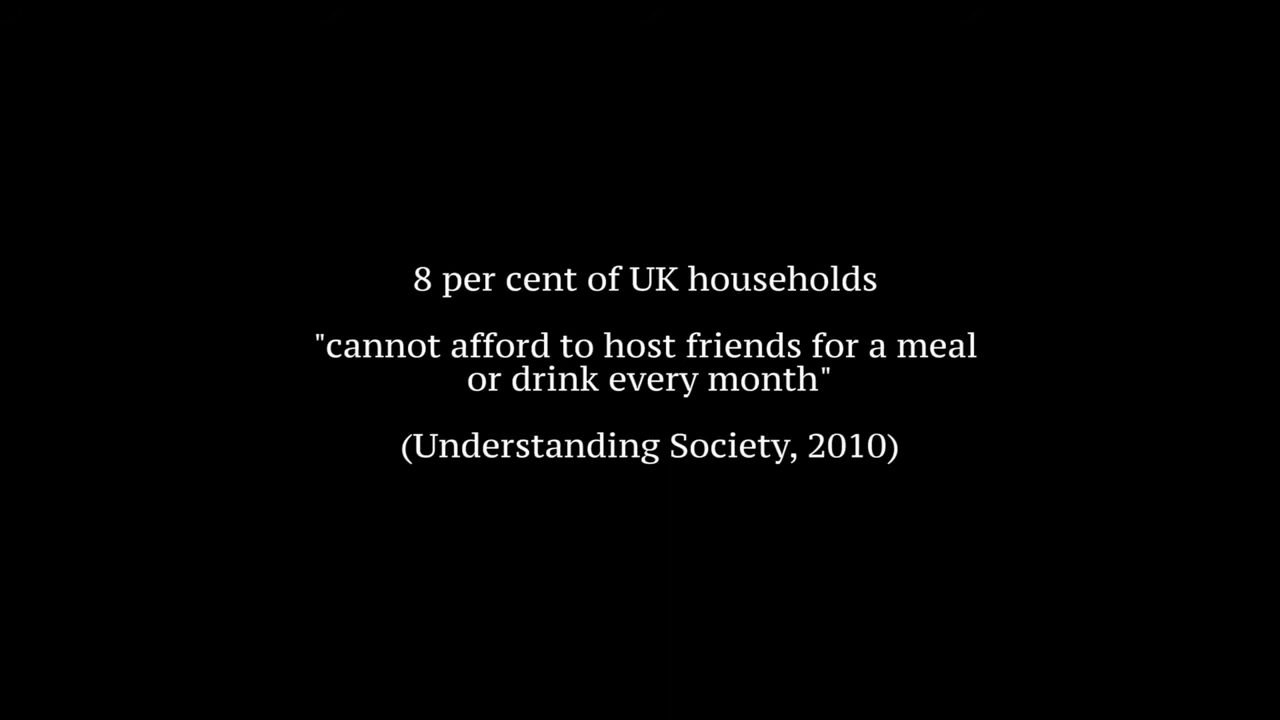 8 per cent of UK households
"cannot afford to host friends for a meal
or drink every month"
(Understanding Society, 2010)